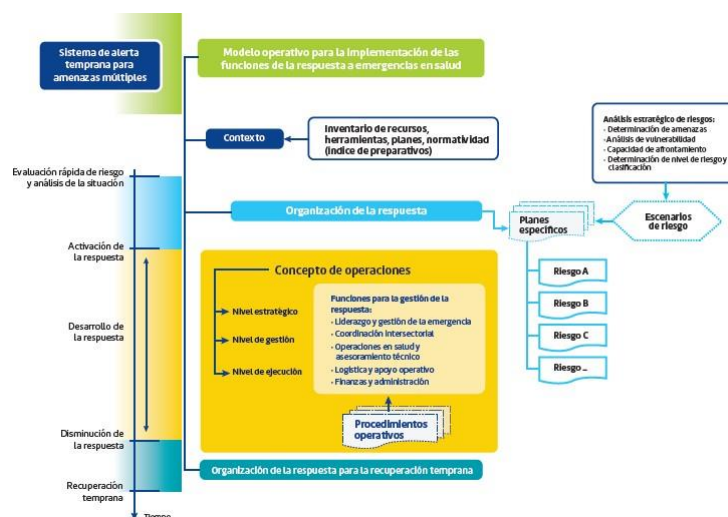 Sistema de alerta
temprana para
amenazas múltiples
Modelo operativo para la implementación de las
funciones de la respuesta a emergencias en salud
Contexto
Inventario de recursos,
herramientas, planes, normatividad
(índice de preparativos)
Análisis estratégico de riesgos:
- Determinación de amenazas
- Análisis de vulnerabilidad
- Capacidad de afrontamiento
- Determinación de nivel de riesgo y
clasificación
Evaluación rápida de riesgo
y análisis de la situación
Organización de la respuesta
Planes
específicos
Escenarios
de riesgo
Activación de
la respuesta
Concepto de operaciones
Riesgo A
Riesgo B
Riesgo C
Riesgo ...
Nivel estratégico
Nivel de gestión
Nivel de ejecución
Funciones para la gestión de la
respuesta:
- Liderazgo y gestión de la emergencia
- Coordinación intersectorial
- Operaciones en salud y
asesoramiento técnico
- Logística y apoyo operativo
- Finanzas y administración
Desarrollo de
la respuesta
Procedimientos
operativos
Disminución de
la respuesta
Organización de la respuesta para la recuperación temprana
Recuperación
temprana
Tiempo